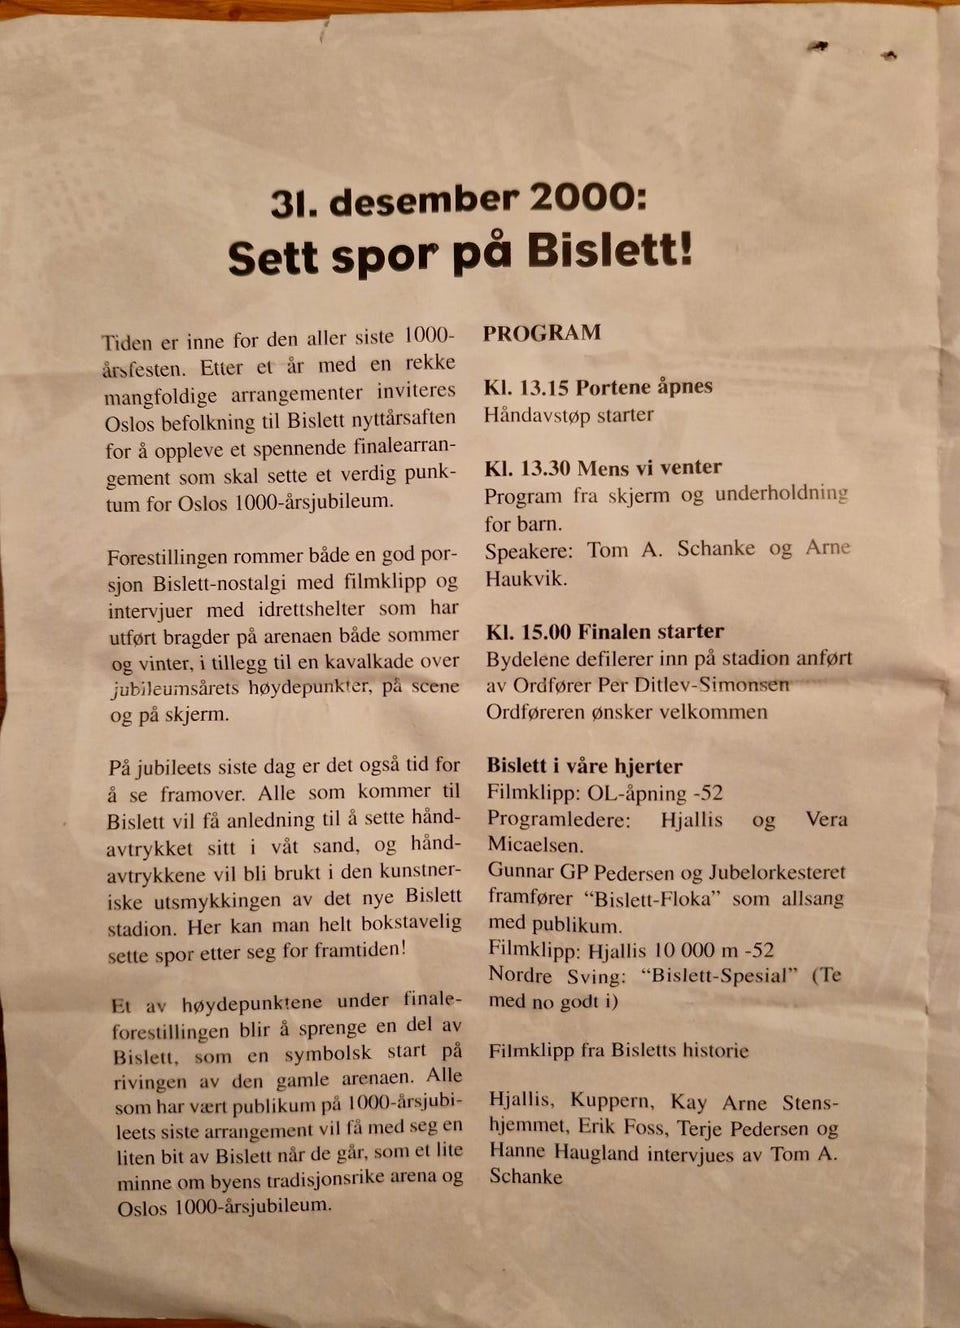 31. desember 2000:
Sett spor på Bislett!
Tiden er inne for den aller siste 1000-
årsfesten. Etter et år med en rekke
mangfoldige arrangementer inviteres
Oslos befolkning til Bislett nyttårsaften
for å oppleve et spennende finalearran-
gement som skal sette et verdig punk-
tum for Oslos 1000-årsjubileum.
Forestillingen rommer både en god por-
sjon Bislett-nostalgi med filmklipp og
intervjuer med idrettshelter som har
utført bragder på arenaen både sommer
og vinter, i tillegg til en kavalkade over
jubileumsårets høydepunkter, på scene
og på skjerm.
På jubileets siste dag er det også tid for
å se framover. Alle som kommer til
Bislett vil få anledning til å sette hånd-
avtrykket sitt i våt sand, og hånd-
avtrykkene vil bli brukt i den kunstner-
iske utsmykkingen av det nye Bislett
stadion. Her kan man helt bokstavelig
sette spor etter seg for framtiden!
Et av høydepunktene under finale-
forestillingen blir å sprenge en del av
Bislett, som en symbolsk start på
rivingen av den gamle arenaen. Alle
som har vært publikum på 1000-årsjubi-
leets siste arrangement vil få med seg en
liten bit av Bislett når de går, som et lite
minne om byens tradisjonsrike arena og
Oslos 1000-årsjubileum.
PROGRAM
Kl. 13.15 Portene åpnes
Håndavstøp starter
Kl. 13.30 Mens vi venter
Program fra skjerm og underholdning
for barn.
Speakere: Tom A. Schanke og Arne
Haukvik.
Kl. 15.00 Finalen starter
Bydelene defilerer inn på stadion anført
av Ordfører Per Ditlev-Simonsen
Ordføreren ønsker velkommen
Bislett i våre hjerter
Filmklipp: OL-åpning -52
Programledere: Hjallis og Vera
Micaelsen.
Gunnar GP Pedersen og Jubelorkesteret
framfører “Bislett-Floka” som allsang
med publikum.
Filmklipp: Hjallis 10 000 m -52
Nordre Sving: “Bislett-Spesial” (Te
med no godt i)
Filmklipp fra Bisletts historie
Hjallis, Kuppern, Kay Arne Stens-
hjemmet, Erik Foss, Terje Pedersen og
Hanne Haugland intervjues av Tom A.
Schanke